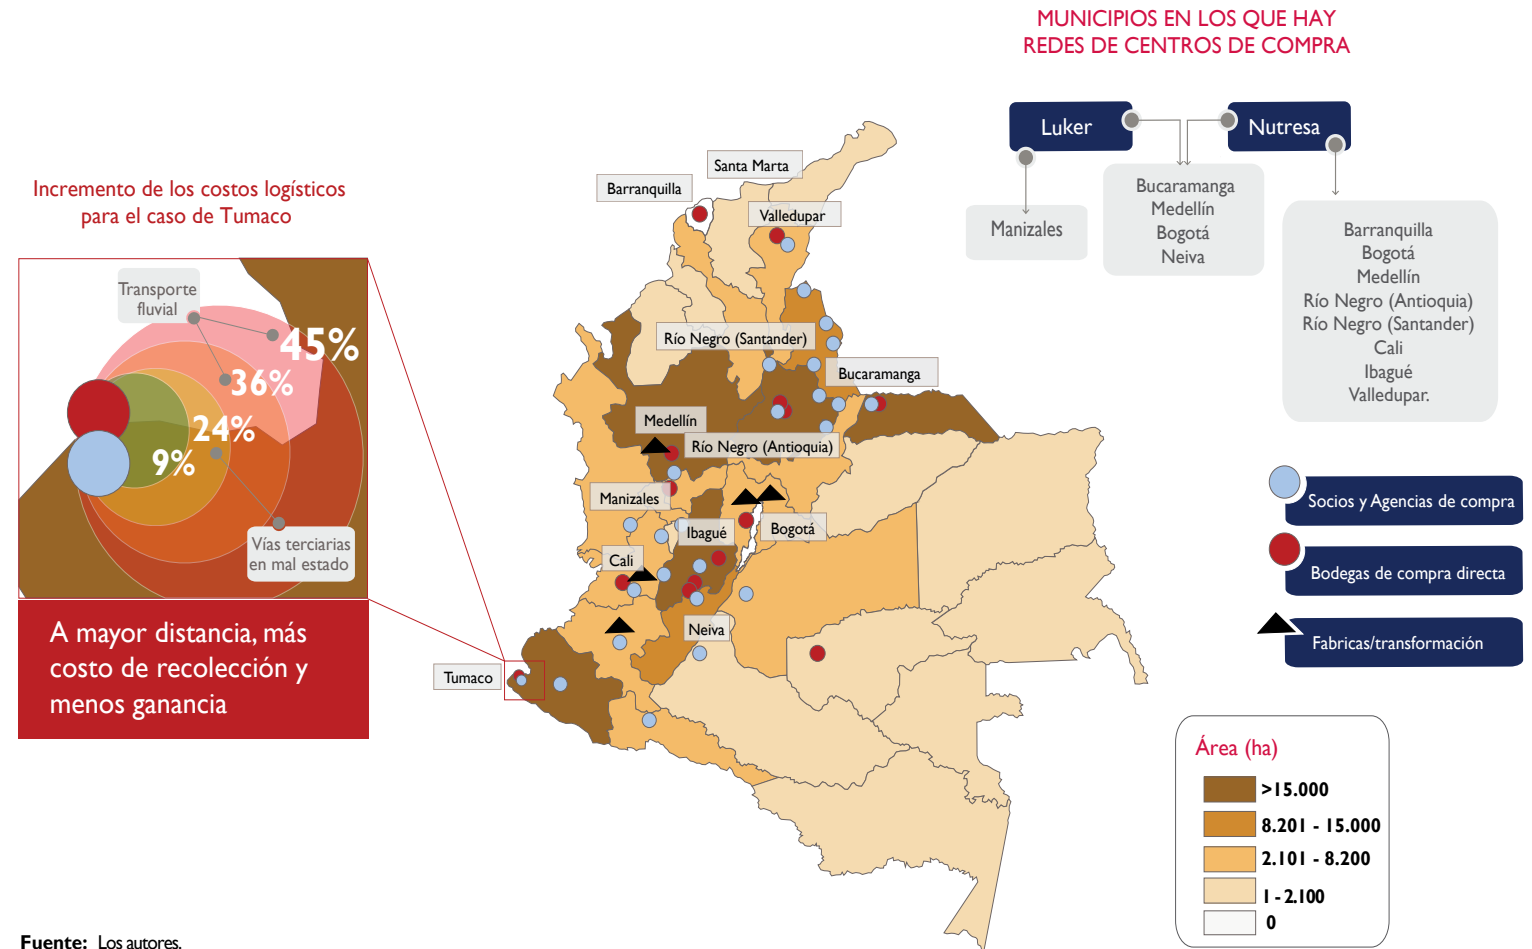 MUNICIPIOS EN LOS QUE HAY
REDES DE CENTROS DE COMPRA
Luker
Nutresa
Manizales
Bucaramanga
Medellín
Bogotá
Neiva
Barranquilla
Bogotá
Medellín
Río Negro (Antioquia)
Río Negro (Santander)
Cali
Ibagué
Valledupar.
Incremento de los costos logísticos
para el caso de Tumaco
Transporte
fluvial
45%
36%
24%
9%
Vías terciarias
en mal estado
A mayor distancia, más
costo de recolección y
menos ganancia
Santa Marta
Barranquilla
Valledupar
Río Negro (Santander)
Bucaramanga
Medellín
Río Negro (Antioquia)
Manizales
Ibagué
Bogotá
Cali
Neiva
Tumaco
Socios y Agencias de compra
Bodegas de compra directa
Fabricas/transformación
Área (ha)
>15.000
8.201 - 15.000
2.101 - 8.200
1 - 2.100
0
Fuente: Los autores.